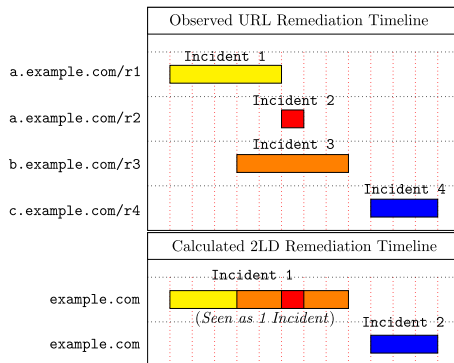 Observed URL Remediation Timeline
Incident 1
a.example.com/r1
Incident 2
a.example.com/r2
Incident 3
b.example.com/r3
Incident 4
c.example.com/r4
Calculated 2LD Remediation Timeline
Incident 1
example.com
(Seen as 1 Incident)
Incident 2
example.com